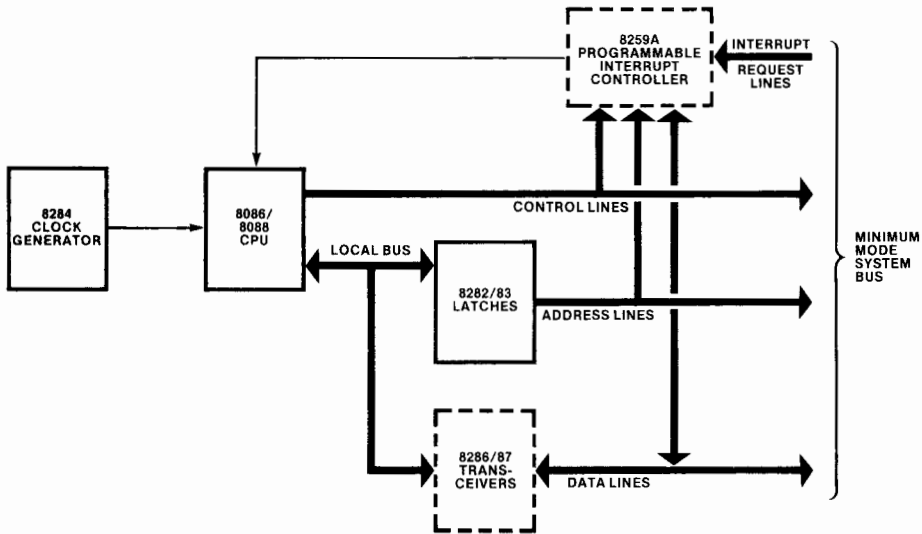 8259A
PROGRAMMABLE
INTERRUPT
CONTROLLER
INTERRUPT
REQUEST
LINES
8284
CLOCK
GENERATOR
8086/
8088
CPU
CONTROL LINES
LOCAL BUS
8282/83
LATCHES
ADDRESS LINES
MINIMUM
MODE
SYSTEM
BUS
8286/87
TRANS-
CEIVERS
DATA LINES